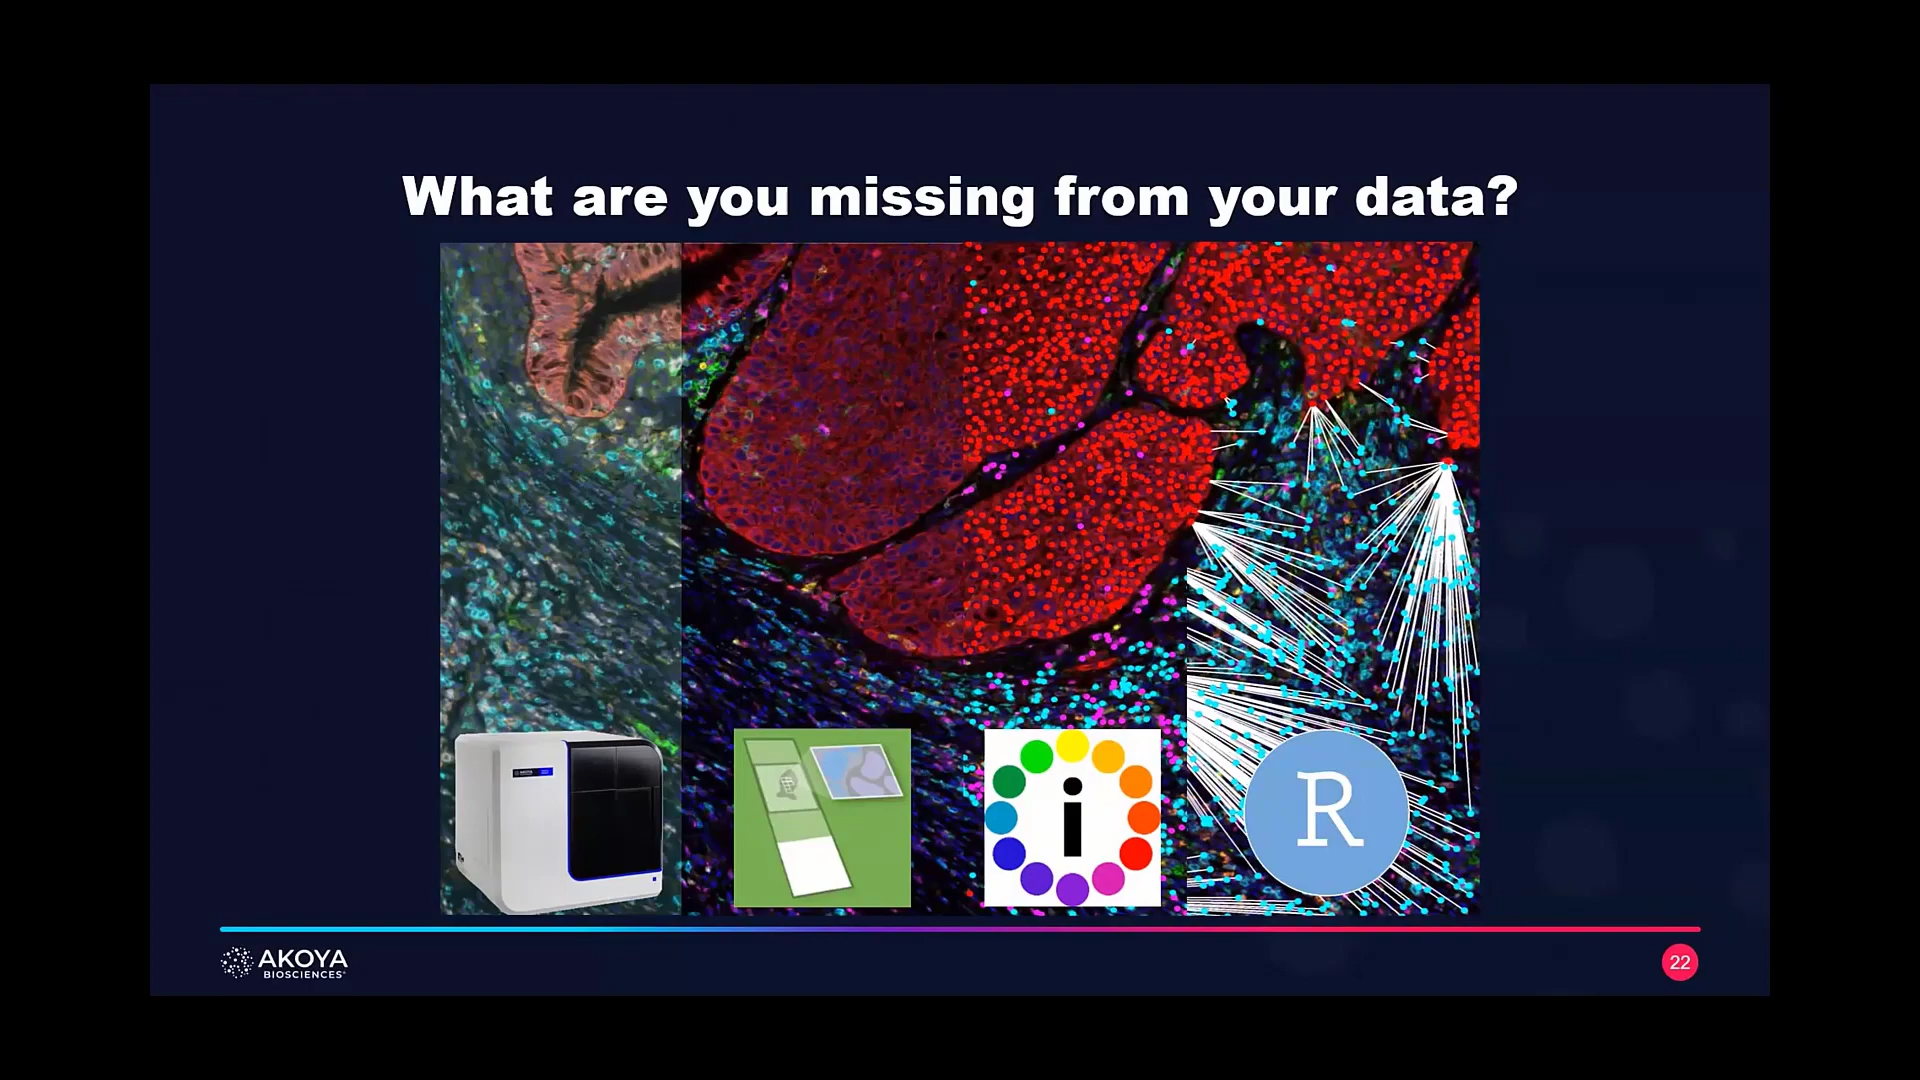 What are you missing from your data?
i
R
AKOYA
BIOSCIENCES
22